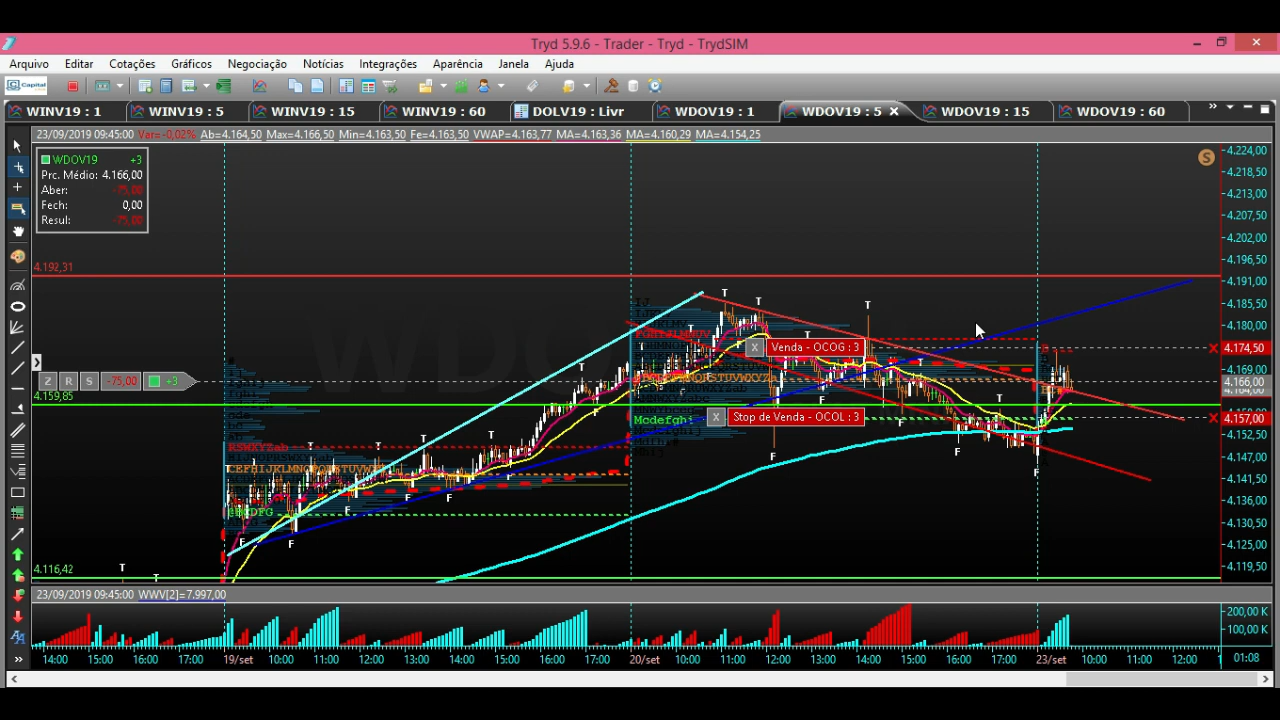 Tryd 5.9.6 - Trader - Tryd - TrydSIM
Arquivo Editar Cotações Gráficos Negociação Notícias Integrações Aparência Janela Ajuda
Capital
WINV19 : 1 WINV19 : 5 WINV19 : 15 WINV19 : 60 DOLV19 : Livr WDOV19 : 1 WDOV19 : 5 WDOV19 : 15 WDOV19 : 60
23/09/2019 09:45:00 Var=-0,02% Ab=4.164,50 Max=4.166,50 Min=4.163,50 Fec=4.163,50 VWAP=4.163,77 MA=4.163,36 MA=4.160,29 MA=4.154,25
WDOV19 +3
Prc. Médio: 4.166,00
Aber: -75,00
Fech: 0,00
Resul: -75,00
S
4.224,00
4.218,50
4.213,00
4.207,50
4.202,00
4.196,50
4.192,31
4.191,00
4.185,50
4.180,00
X Venda - OCOG : 3
4.174,50
4.169,00
Z R S -75,00 +3
4.166,00
4.159,85
X Stop de Venda - OCOL : 3
4.157,00
4.152,50
4.147,00
4.141,50
4.136,00
4.130,50
4.125,00
4.119,50
4.116,42
Mcdefghi
T T T T T T T T T T T T
F F F F F F F F F F F
23/09/2019 09:45:00 WWV[2]=7.997,00
200,00 K
100,00 K
14:00 15:00 16:00 17:00 19/set 10:00 11:00 12:00 13:00 14:00 15:00 16:00 17:00 20/set 10:00 11:00 12:00 13:00 14:00 15:00 16:00 17:00 23/set 10:00 11:00 12:00 01:08